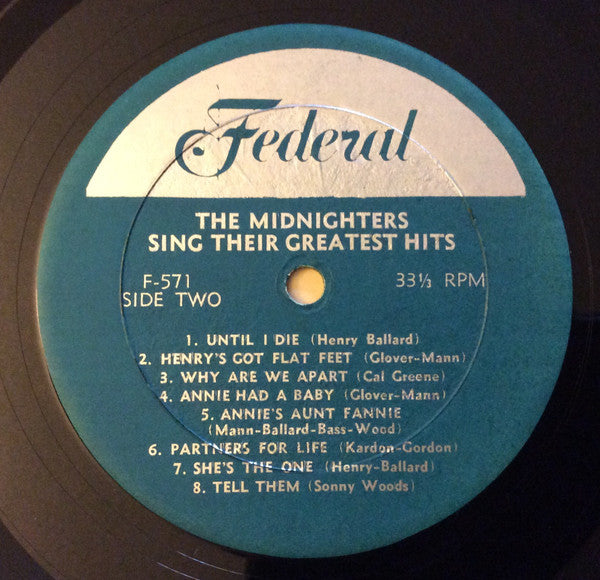 Federal
THE MIDNIGHTERS
SING THEIR GREATEST HITS
F-571
33⅓ RPM
SIDE TWO
1. UNTIL I DIE (Henry Ballard)
2. HENRY'S GOT FLAT FEET (Glover-Mann)
3. WHY ARE WE APART (Cal Greene)
4. ANNIE HAD A BABY (Glover-Mann)
5. ANNIE'S AUNT FANNIE
(Mann-Ballard-Bass-Wood)
6. PARTNERS FOR LIFE (Kardon-Gordon)
7. SHE'S THE ONE (Henry-Ballard)
8. TELL THEM (Sonny Woods)